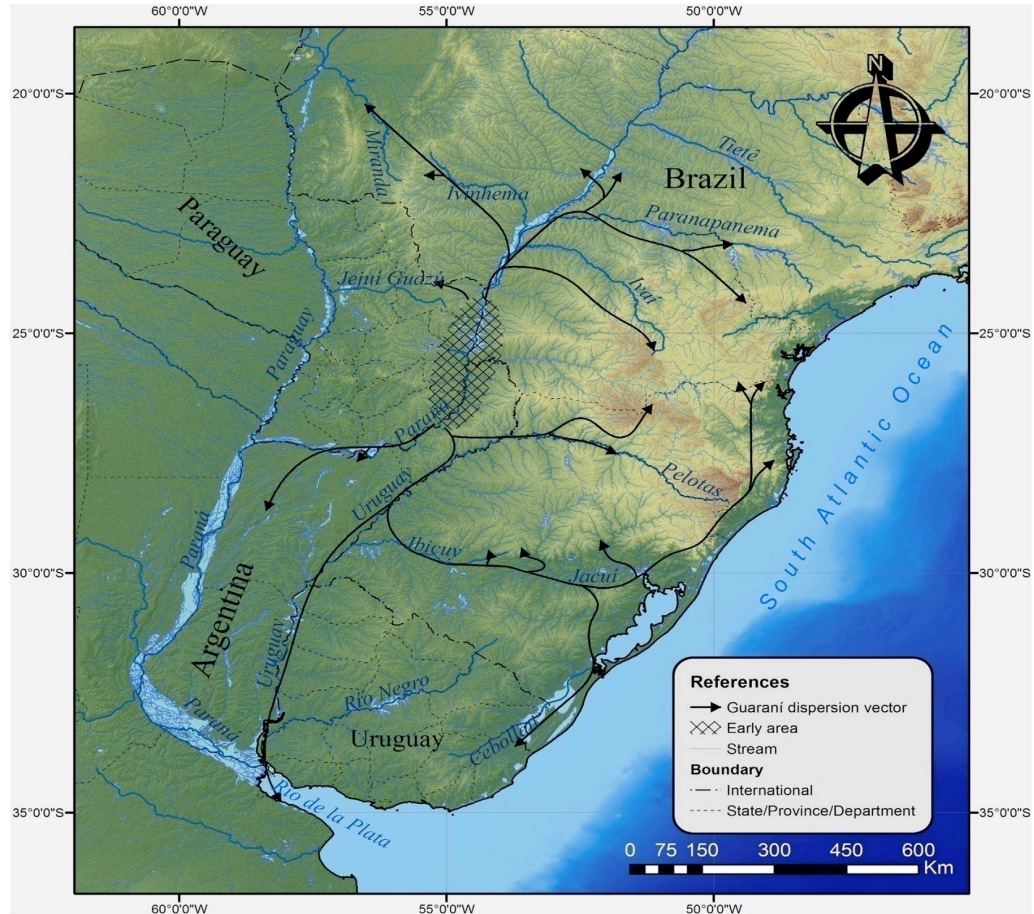 60°0'0"W 55°0'0"W 50°0'0"W
20°0'0"S 20°0'0"S
N
Miranda
Tietê
Brazil
Ivinhema
Paraguay
Paranapanema
Jejui Guazú
Ivaí
25°0'0"S 25°0'0"S
Paraguay
Paraná
South Atlantic Ocean
Uruguay
Pelotas
Paraná
Ibicuy
Jacuí
30°0'0"S 30°0'0"S
Argentina
Uruguay
Río Negro
Paraná
Uruguay
Cebollatí
Río de la Plata
35°0'0"S 35°0'0"S
References
Guaraní dispersion vector
Early area
Stream
Boundary
International
State/Province/Department
0 75 150 300 450 600
Km
60°0'0"W 55°0'0"W 50°0'0"W